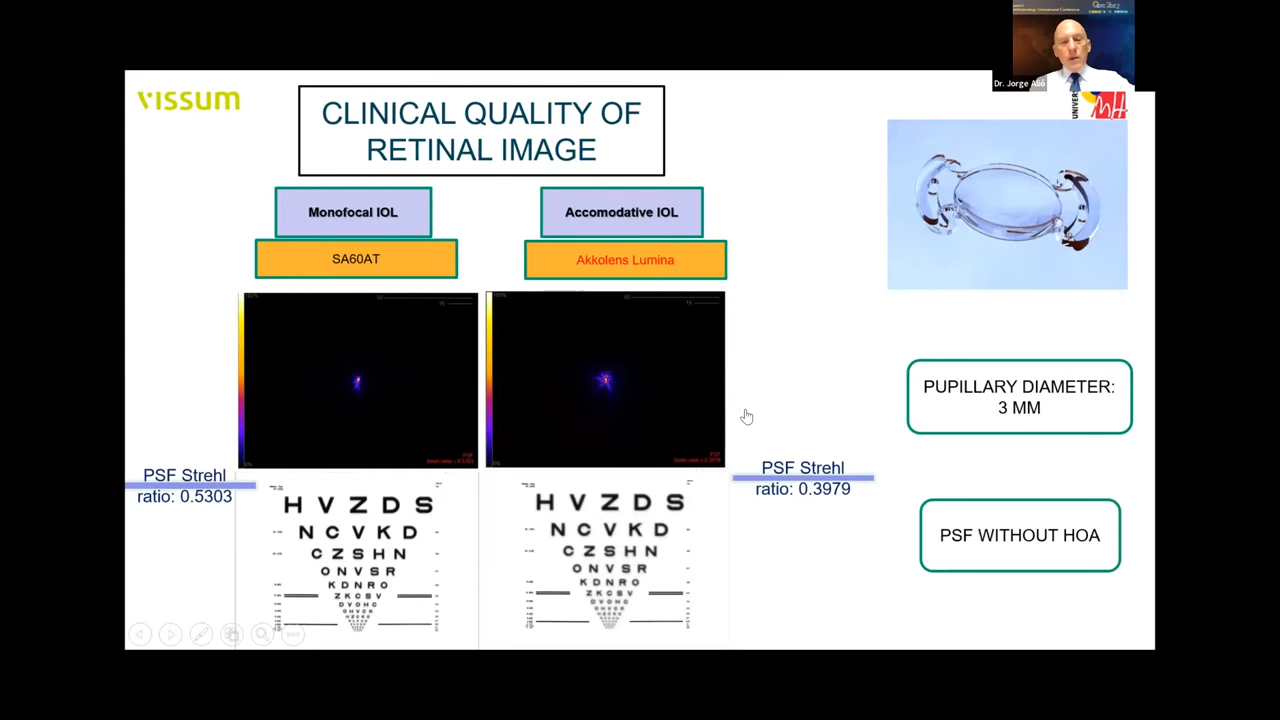 Dr. Jorge Alió
vissum
CLINICAL QUALITY OF
RETINAL IMAGE
Monofocal IOL
Accomodative IOL
SA60AT
Akkolens Lumina
PUPILLARY DIAMETER:
3 MM
PSF Strehl
ratio: 0.5303
PSF Strehl
ratio: 0.3979
PSF WITHOUT HOA
H V Z D S
N C V K D
C Z S H N
O N V S R
K D N R O
Z K C S V
D V O H C
H V Z D S
N C V K D
C Z S H N
O N V S R
K D N R O
Z K C S V
D V O H C